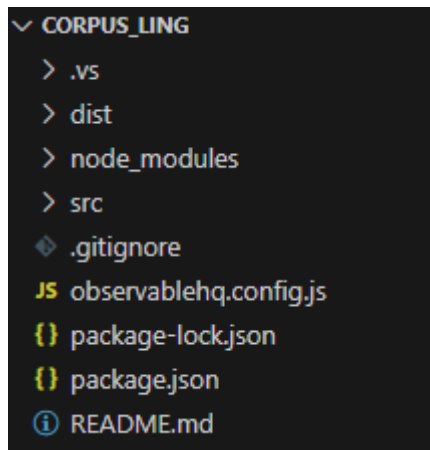 CORPUS_LING
.vs
dist
node_modules
src
.gitignore
JS observablehq.config.js
{} package-lock.json
{} package.json
README.md